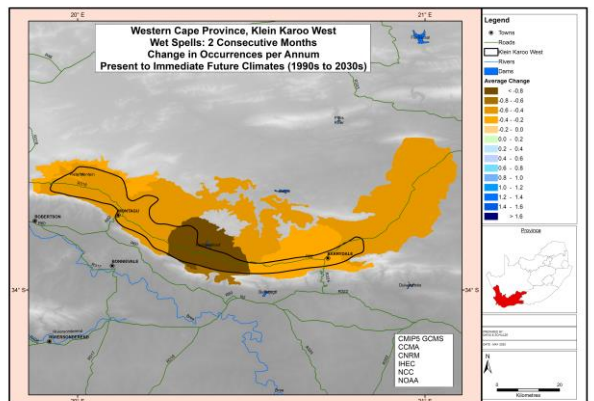 Western Cape Province, Klein Karoo West
Wet Spells: 2 Consecutive Months
Change in Occurrences per Annum
Present to Immediate Future Climates (1990s to 2030s)
20° E
21° E
34° S
34° S
ROBERTSON
MONTAGU
BONNIEVALE
BARRYDALE
CMIP5 GCMS
CCMA
CNRM
IHEC
NCC
NOAA
Legend
Towns
Roads
Klein Karoo West
Rivers
Dams
Average Change
< -0.8
-0.8 - -0.6
-0.6 - -0.4
-0.4 - -0.2
-0.2 - 0.0
0.0 - 0.2
0.2 - 0.4
0.4 - 0.6
0.6 - 0.8
0.8 - 1.0
1.0 - 1.2
1.2 - 1.4
1.4 - 1.6
> 1.6
Province
N
0
20
Kilometres